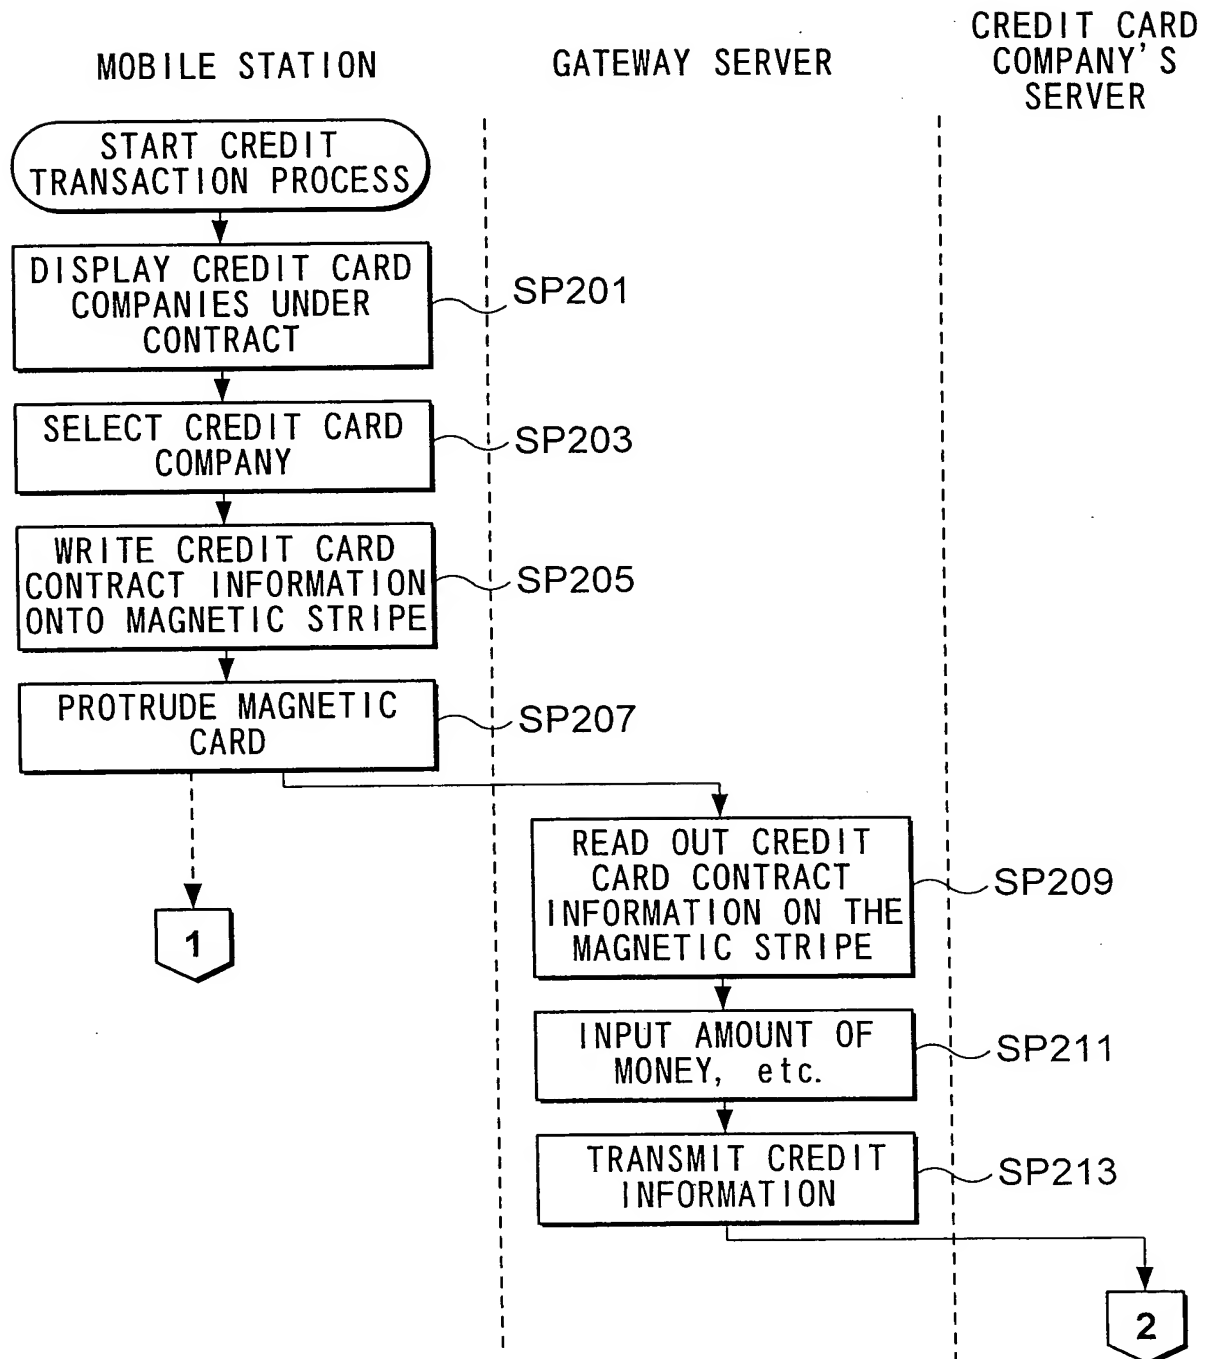 MOBILE STATION
GATEWAY SERVER
CREDIT CARD
COMPANY'S
SERVER
START CREDIT
TRANSACTION PROCESS
DISPLAY CREDIT CARD
COMPANIES UNDER
CONTRACT
SP201
SELECT CREDIT CARD
COMPANY
SP203
WRITE CREDIT CARD
CONTRACT INFORMATION
ONTO MAGNETIC STRIPE
SP205
PROTRUDE MAGNETIC
CARD
SP207
READ OUT CREDIT
CARD CONTRACT
INFORMATION ON THE
MAGNETIC STRIPE
SP209
1
INPUT AMOUNT OF
MONEY, etc.
SP211
TRANSMIT CREDIT
INFORMATION
SP213
2